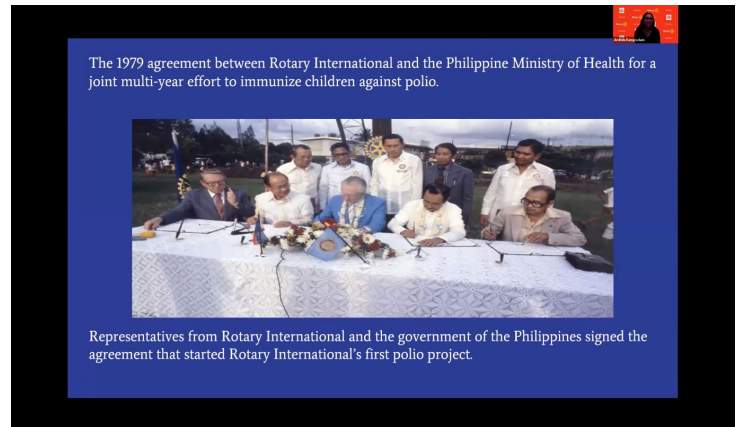 The 1979 agreement between Rotary International and the Philippine Ministry of Health for a
joint multi-year effort to immunize children against polio.
Representatives from Rotary International and the government of the Philippines signed the
agreement that started Rotary International’s first polio project.